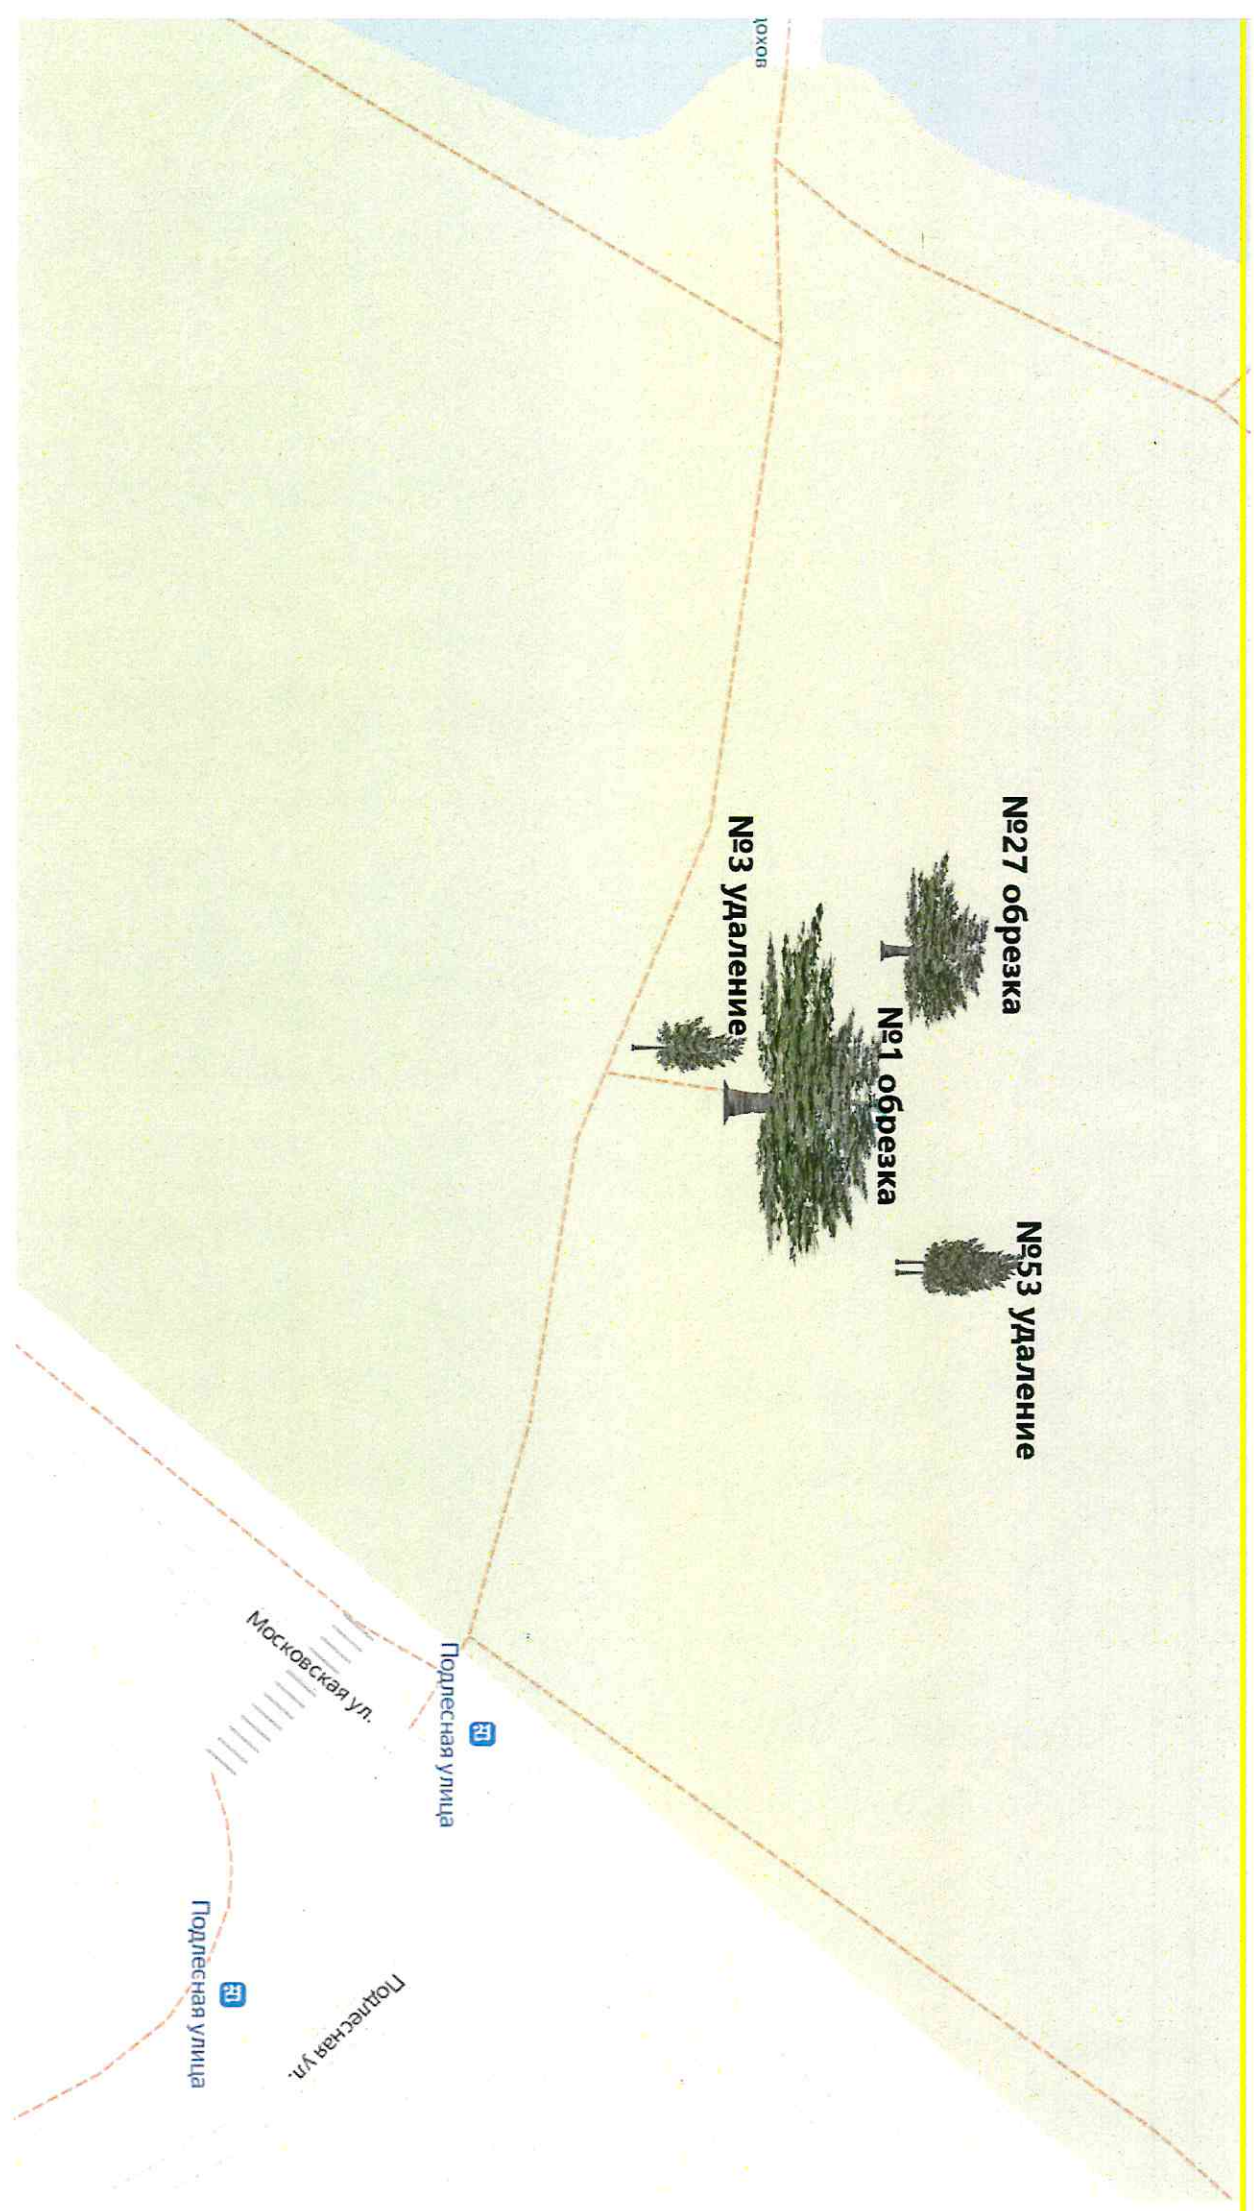 №27 обрезка
№53 удаление
№1 обрезка
№3 удаление
Подлесная улица
Московская ул.
Подлесная ул.
Подлесная улица